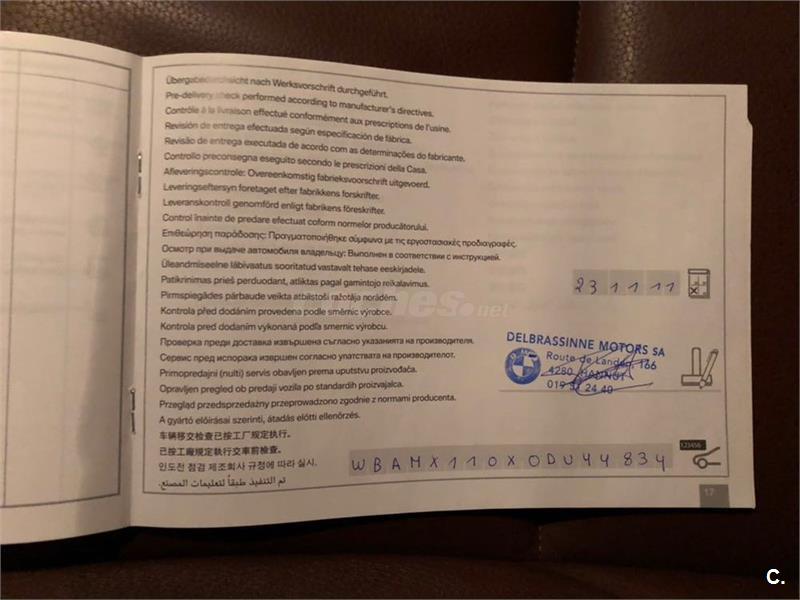 Übergabedurchsicht nach Werksvorschrift durchgeführt.
Pre-delivery check performed according to manufacturer's directives.
Contrôle à la livraison effectué conformément aux prescriptions de l'usine.
Revisión de entrega efectuada según especificación de fábrica.
Revisão de entrega executada de acordo com as determinações do fabricante.
Controllo preconsegna eseguito secondo le prescrizioni della Casa.
Afleveringscontrole: Overeenkomstig fabrieksvoorschrift uitgevoerd.
Leveringseftersyn foretaget efter fabrikkens forskrifter.
Leveranskontroll genomförd enligt fabrikens föreskrifter.
Control înainte de predare efectuat coform normelor producătorului.
Επιθεώρηση παράδοσης: Πραγματοποιήθηκε σύμφωνα με τις εργοστασιακές προδιαγραφές.
Осмотр при выдаче автомобиля владельцу: Выполнен в соответствии с инструкцией.
Üleandmiseelne läbivaatus sooritatud vastavalt tehase eeskirjadele.
Patikrinimas prieš perduodant, atliktas pagal gamintojo reikalavimus.
Pirmspiegādes pārbaude veikta atbilstoši ražotāja norādēm.
Kontrola před dodáním provedena podle směrnic výrobce.
Kontrola pred dodaním vykonaná podľa smerníc výrobcu.
Проверка преди доставка извършена съгласно указанията на производителя.
Сервис пред испорака извршен согласно упатствата на производителот.
Primopredajni (nulti) servis obavljen prema uputstvu proizvođača.
Opravljen pregled ob predaji vozila po standardih proizvajalca.
Przegląd przedsprzedażny przeprowadzono zgodnie z normami producenta.
A gyártó előírásai szerinti, átadás előtti ellenőrzés.
车辆移交检查已按工厂规定执行。
已按工廠規定執行交車前檢查。
인도전 점검 제조회사 규정에 따라 실시.
تم التنفيذ طبقاً لتعليمات المصنع.
23 11 11
DELBRASSINNE MOTORS SA
Route de Landen, 166
4280 HANNUT
24 40
123456
WBAMX110X0DU44834
17
.net
C.